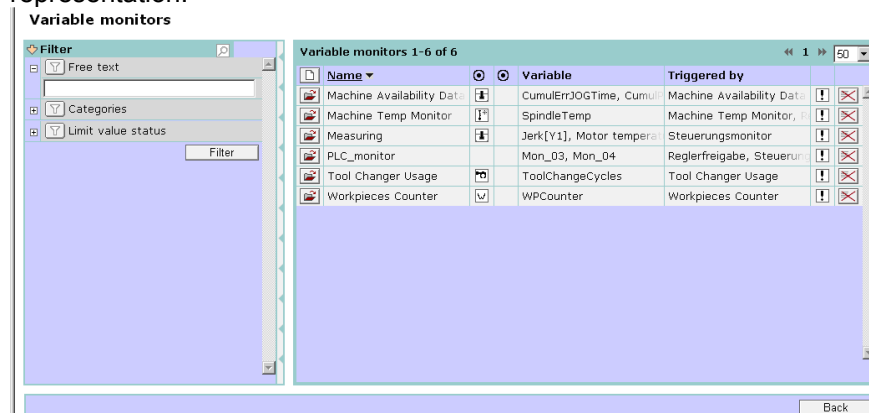 representation.
Variable monitors
Filter
Free text
Categories
Limit value status
Filter
Variable monitors 1-6 of 6 1 50
Name Variable Triggered by
Machine Availability Data CumulErrJOGTime, Machine Availability Data
Machine Temp Monitor SpindleTemp Machine Temp Monitor,
Measuring Jerk[Y1], Motor Steuerungsmonitor
PLC_monitor Mon_03, Mon_04 Reglerfreigabe,
Tool Changer Usage ToolChangeCycles Tool Changer Usage
Workpieces Counter WPCounter Workpieces Counter
Back